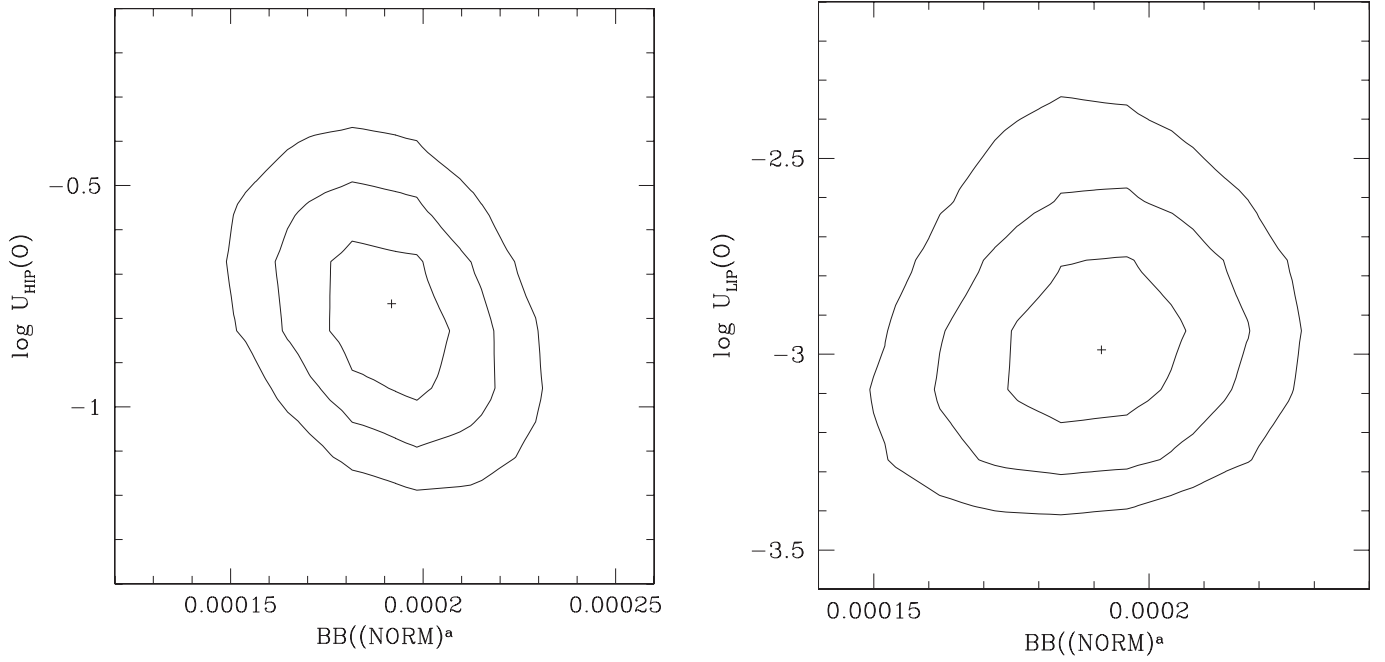 −0.5
−1
log U_HIP(O)
0.00015 0.0002 0.00025
BB((NORM)ᵃ
−2.5
−3
−3.5
log U_LIP(O)
0.00015 0.0002
BB((NORM)ᵃ